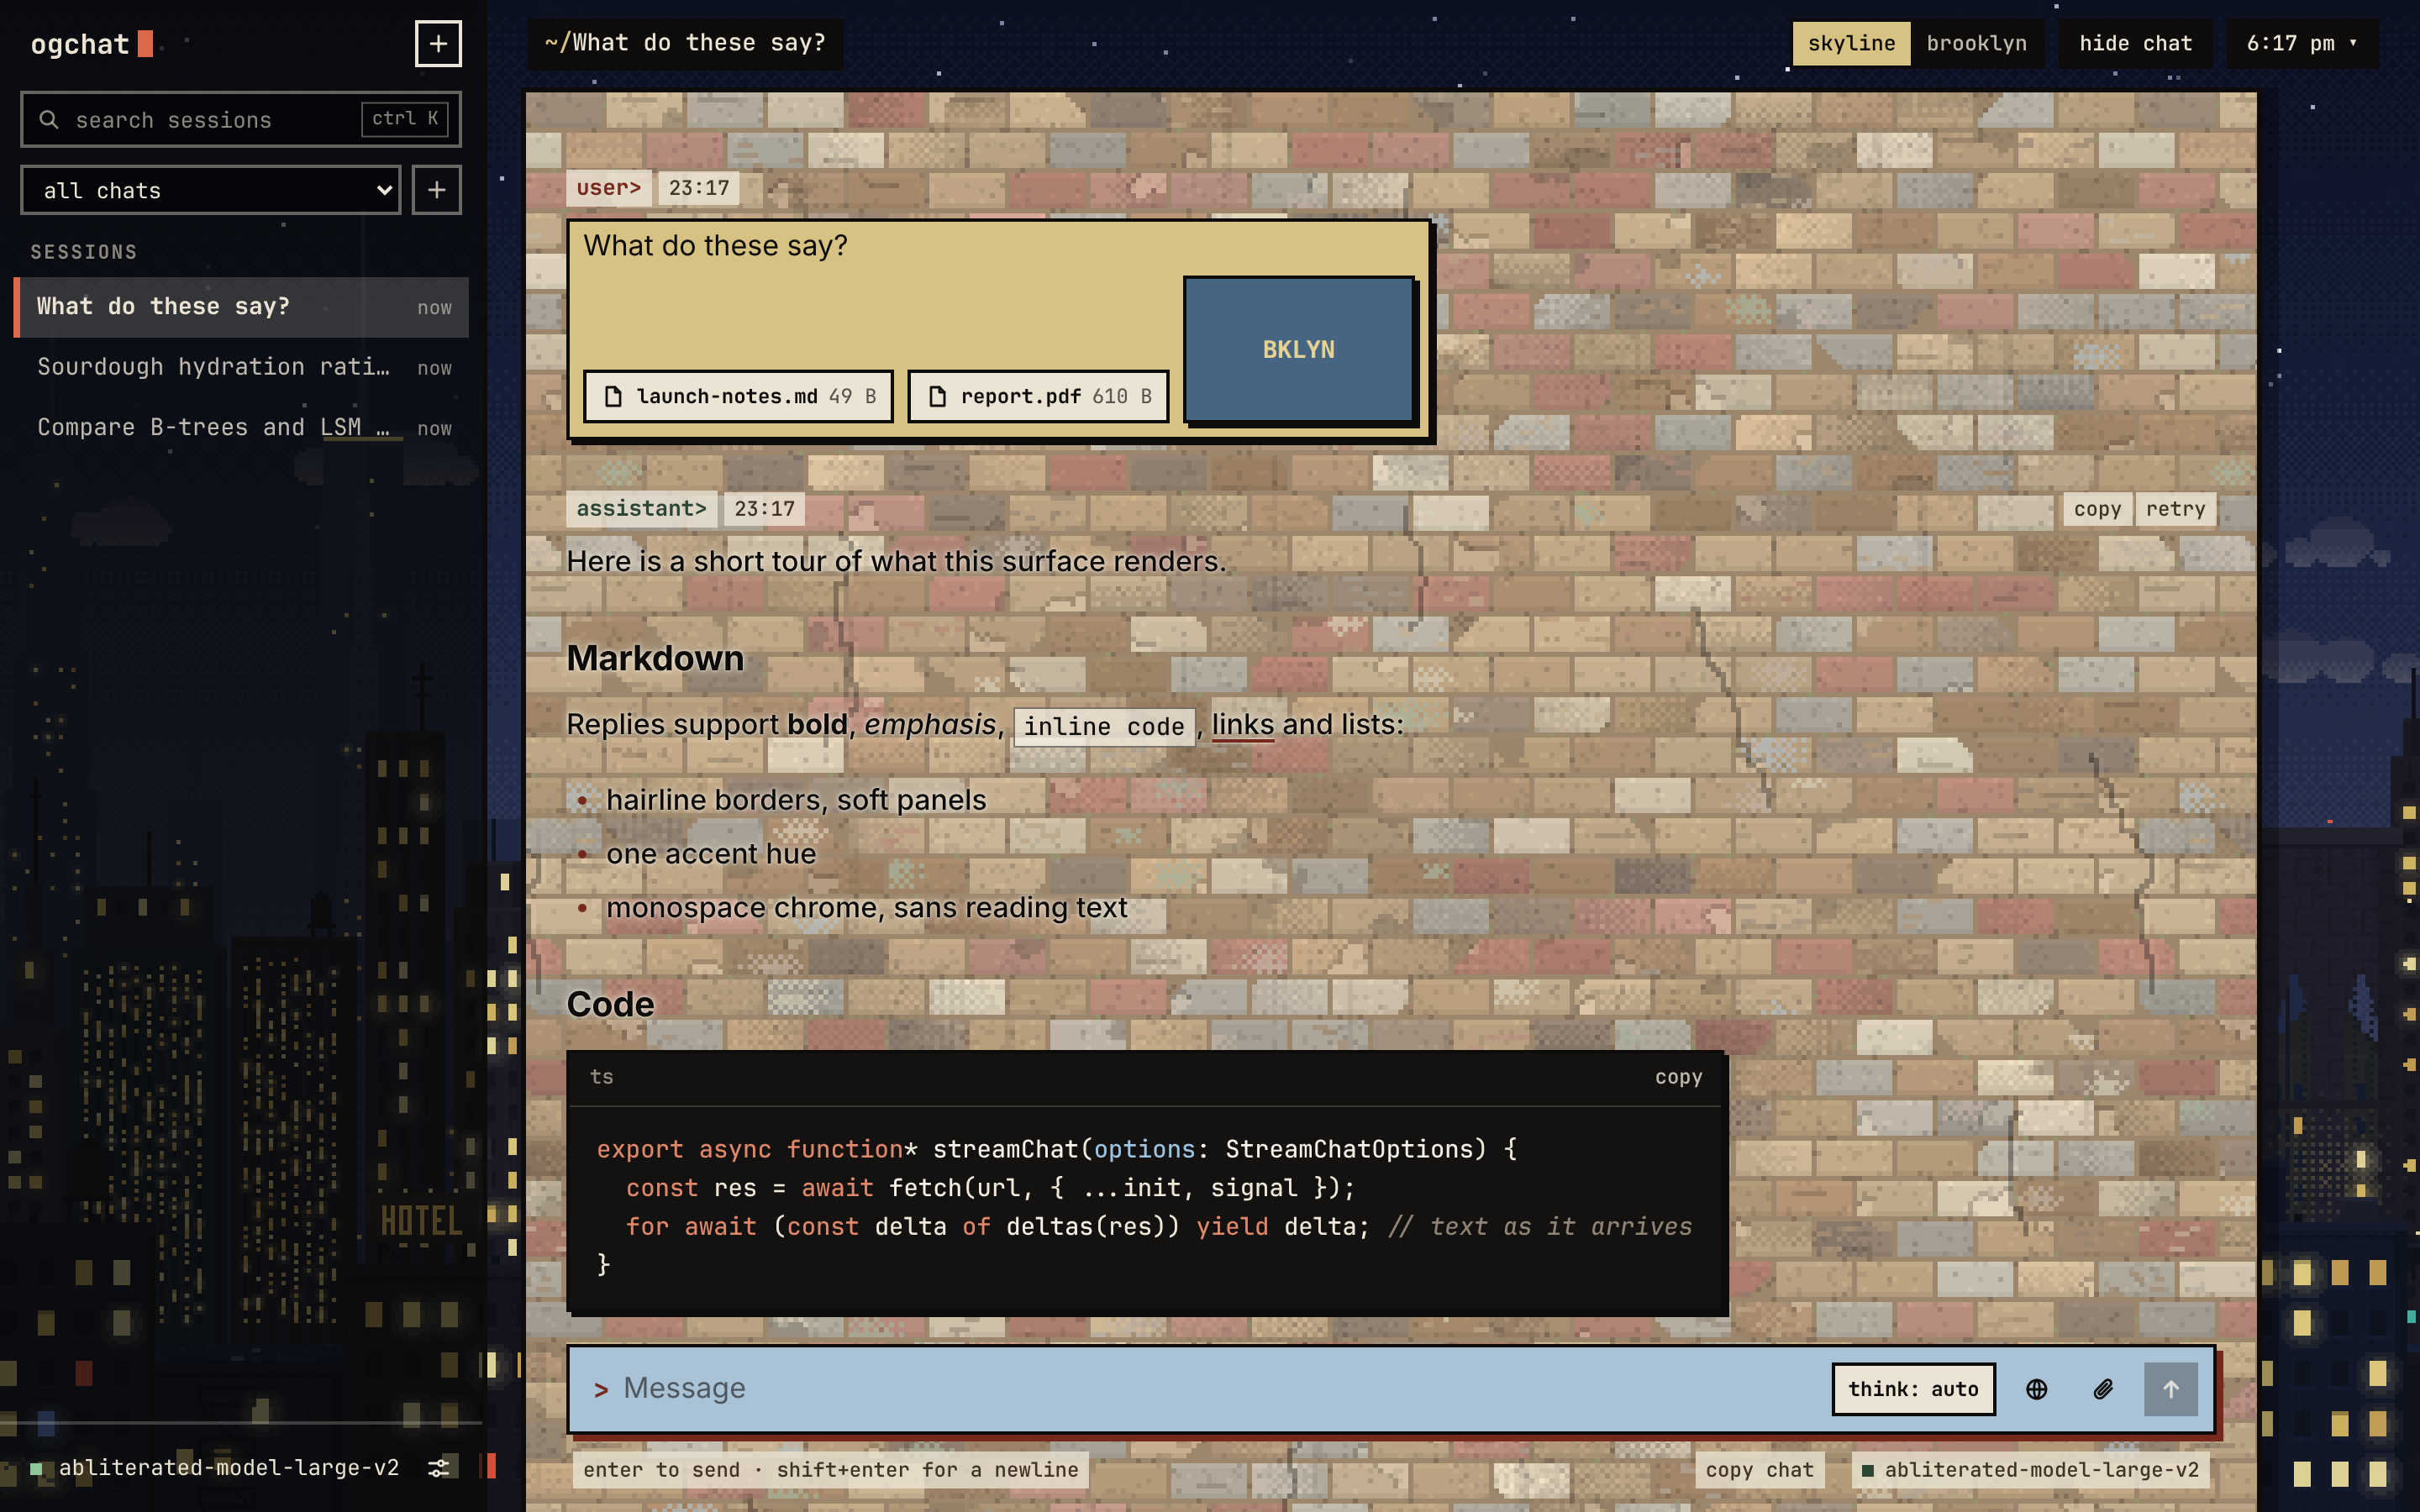 ogchat
+
search sessions ctrl K
all chats
+
SESSIONS
What do these say? now
Sourdough hydration rati… now
Compare B-trees and LSM … now
HOTEL
abliterated-model-large-v2
~/What do these say?
skyline brooklyn hide chat 6:17 pm
user> 23:17
What do these say?
launch-notes.md 49 B
report.pdf 610 B
BKLYN
assistant> 23:17
copy retry
Here is a short tour of what this surface renders.
Markdown
Replies support bold, emphasis, inline code, links and lists:
• hairline borders, soft panels
• one accent hue
• monospace chrome, sans reading text
Code
ts copy
export async function* streamChat(options: StreamChatOptions) {
  const res = await fetch(url, { ...init, signal });
  for await (const delta of deltas(res)) yield delta; // text as it arrives
}
> Message
think: auto
enter to send · shift+enter for a newline
copy chat
abliterated-model-large-v2